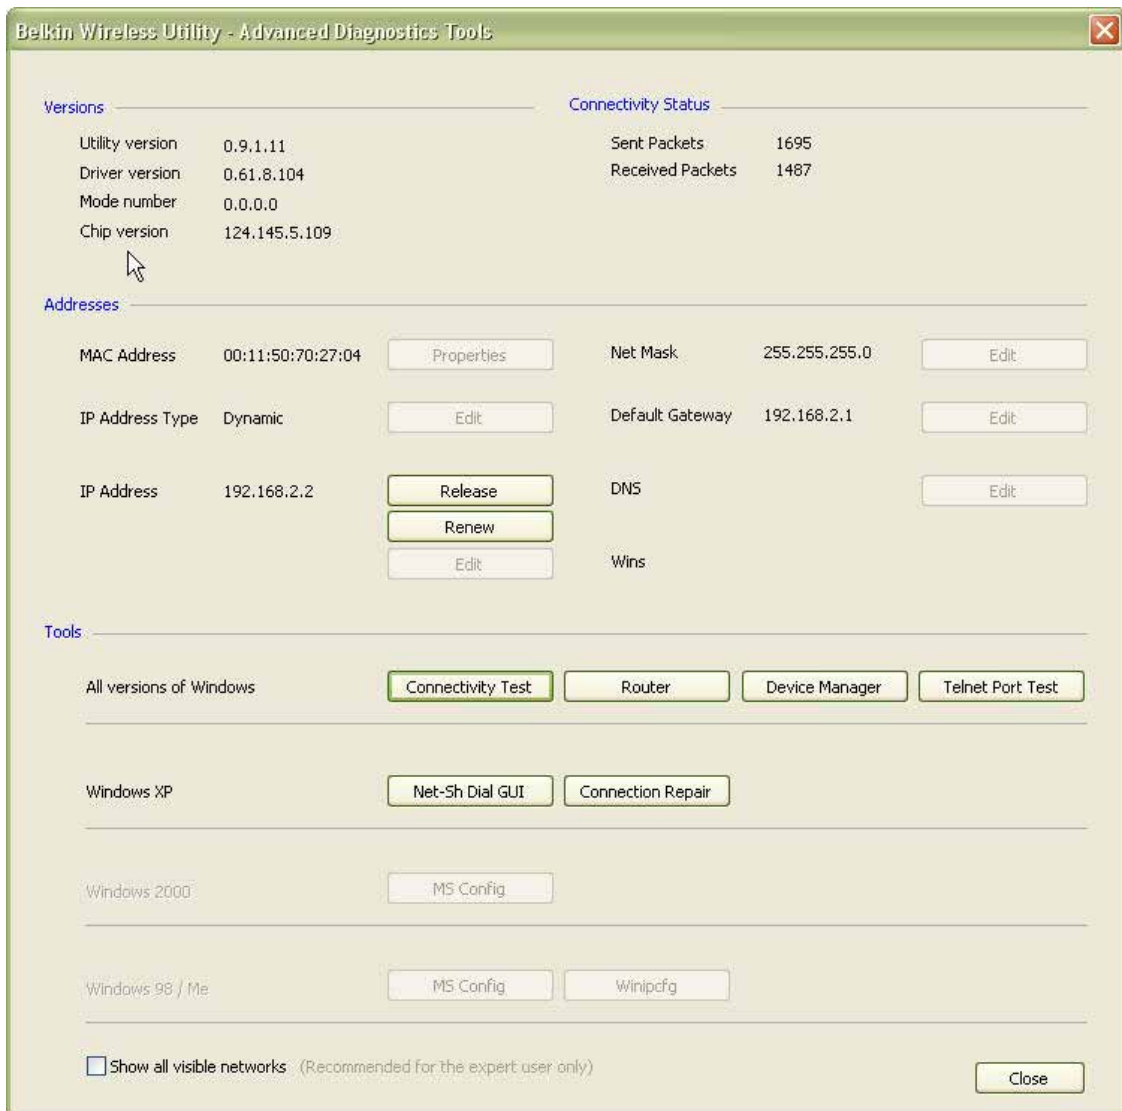 Belkin Wireless Utility - Advanced Diagnostics Tools
Versions
Utility version 0.9.1.11
Driver version 0.61.8.104
Mode number 0.0.0.0
Chip version 124.145.5.109
Connectivity Status
Sent Packets 1695
Received Packets 1487
Addresses
MAC Address 00:11:50:70:27:04 Properties
IP Address Type Dynamic Edit
IP Address 192.168.2.2 Release
Renew
Edit
Net Mask 255.255.255.0 Edit
Default Gateway 192.168.2.1 Edit
DNS Edit
Wins
Tools
All versions of Windows Connectivity Test Router Device Manager Telnet Port Test
Windows XP Net-Sh Dial GUI Connection Repair
Windows 2000 MS Config
Windows 98 / Me MS Config Winipcfg
Show all visible networks (Recommended for the expert user only)
Close